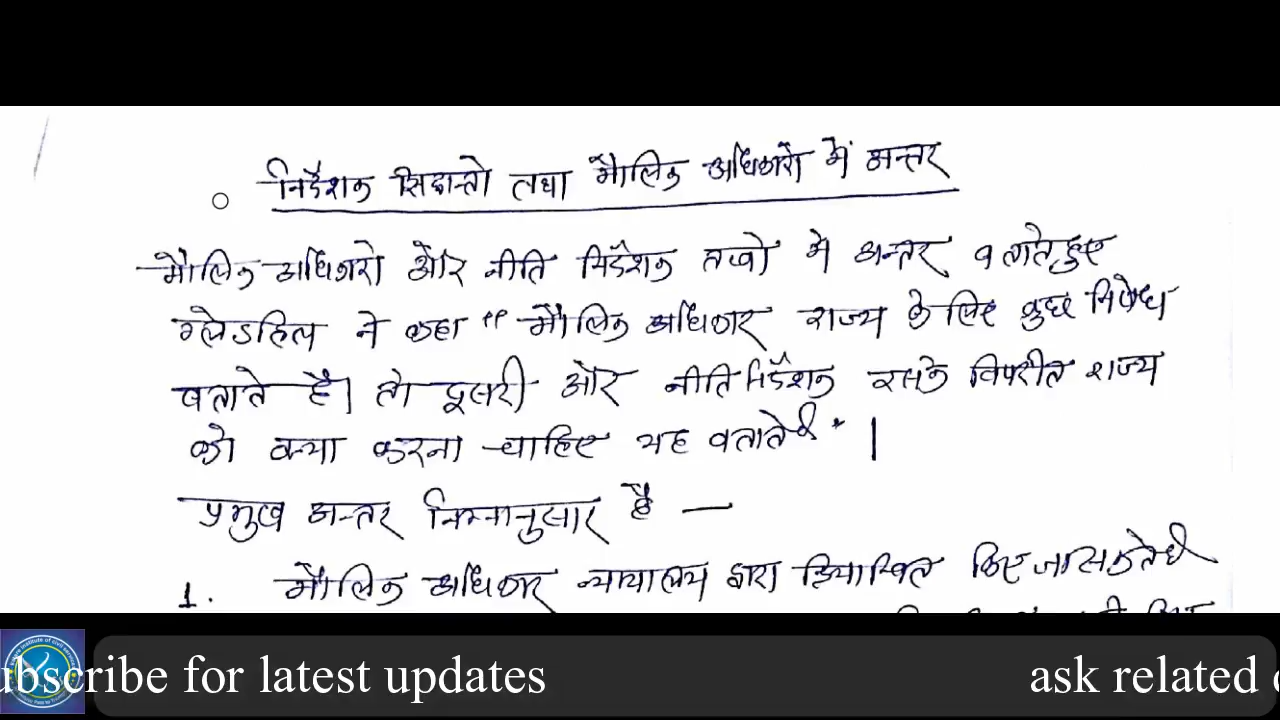 निर्देशक सिद्धान्तो तथा मौलिक अधिकारो में अन्तर
मौलिक अधिकारो और नीति निर्देशक तत्वो मे अन्तर बताते हुए
ग्लेडहिल ने कहा "मौलिक अधिकार राज्य के लिए कुछ निषेध
बताते है। तो दूसरी और नीति निर्देशक इसके विपरीत राज्य
को क्या करना चाहिए यह बताते है" ।
प्रमुख अन्तर निम्नानुसार है —
1. मौलिक अधिकार न्यायालय द्वारा क्रियान्वित किए जा सकते है
ubscribe for latest updates
ask related